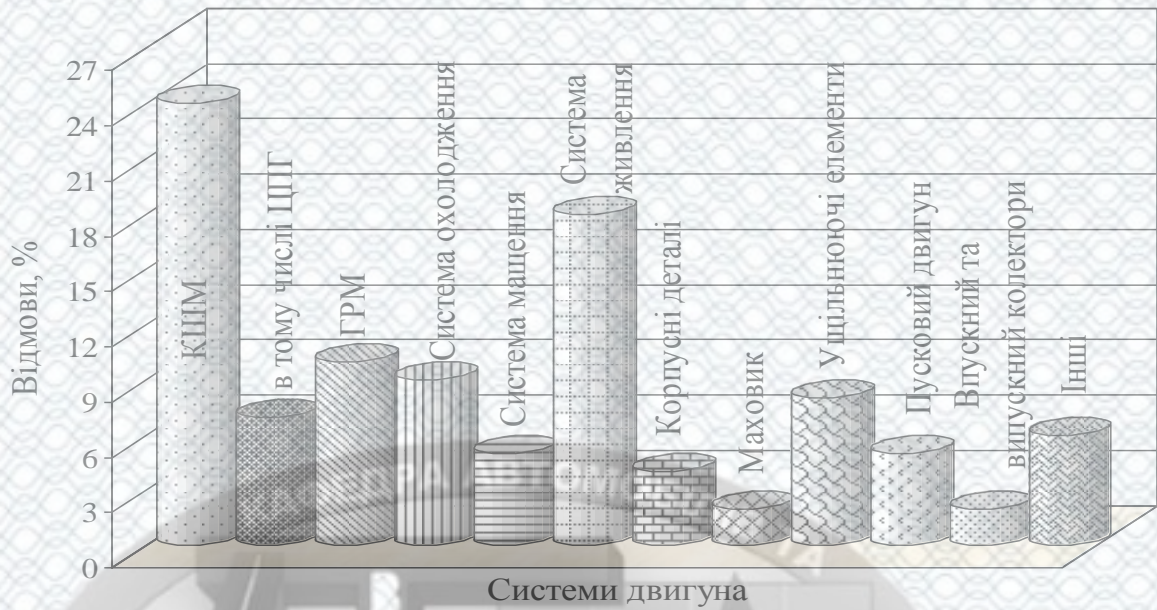 27
24
21
18
15
12
9
6
3
0
Відмови, %
КШМ
в тому числі ЦПГ
ГРМ
Система охолодження
Система мащення
Система
живлення
Корпусні деталі
Маховик
Ущільнюючі елементи
Пусковий двигун
Впускний та
випускний колектори
Інші
Системи двигуна